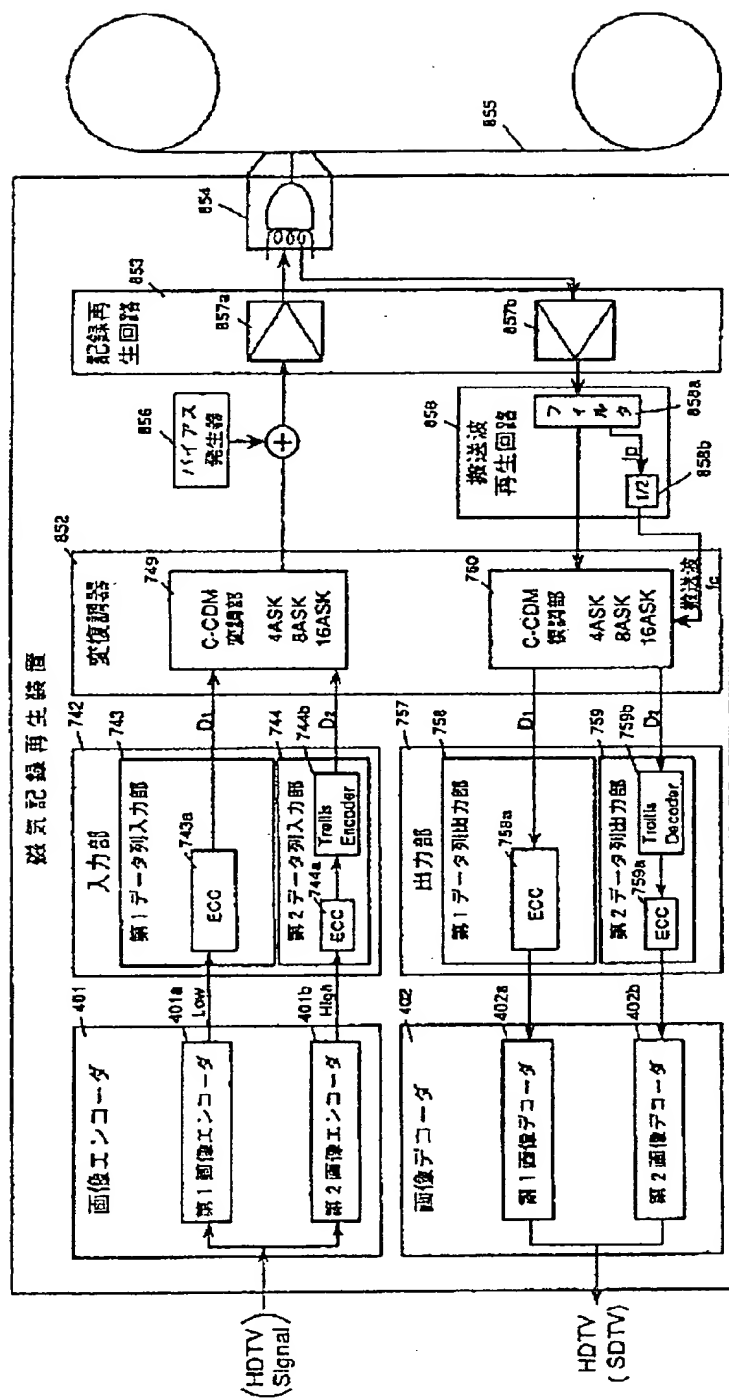 磁気記録再生装置
(HDTV
Signal)
401
画像エンコーダ
401a
第1画像エンコーダ
Low
401b
第2画像エンコーダ
High
742
入力部
743
第1データ列入力部
743a
ECC
744
第2データ列入力部
744a
ECC
744b
Trellis
Encoder
D1
D2
852
変復調器
749
C-CDM
変調部
4ASK
8ASK
16ASK
856
バイアス
発生器
+
853
記録再
生回路
857a
854
855
857b
858
搬送波
再生回路
フィルタ
858a
fp
1/2
858b
搬送波
fc
760
C-CDM
復調部
4ASK
8ASK
16ASK
D1
D2
757
出力部
758
第1データ列出力部
758a
ECC
759
第2データ列出力部
759b
Trellis
Decoder
759a
ECC
402
画像デコーダ
402a
第1画像デコーダ
402b
第2画像デコーダ
HDTV
(SDTV)